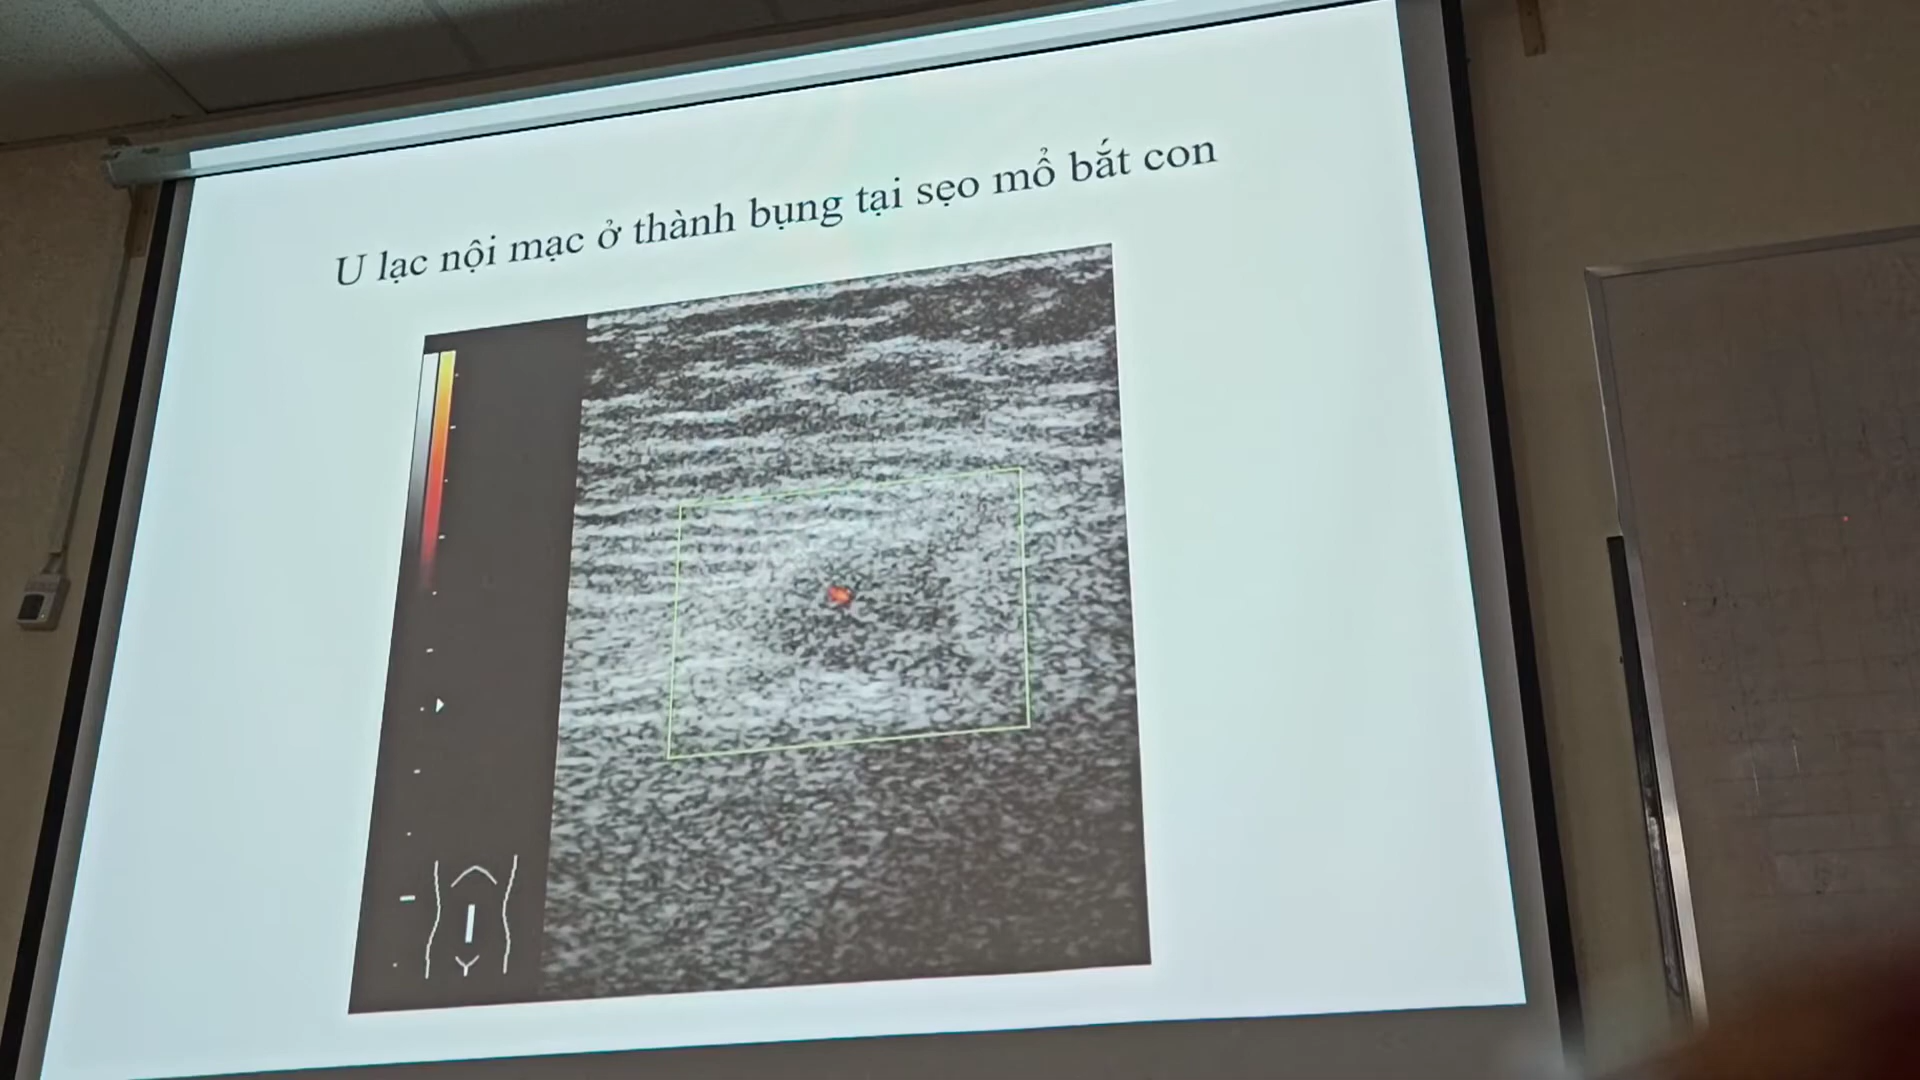 U lạc nội mạc ở thành bụng tại sẹo mổ bắt con